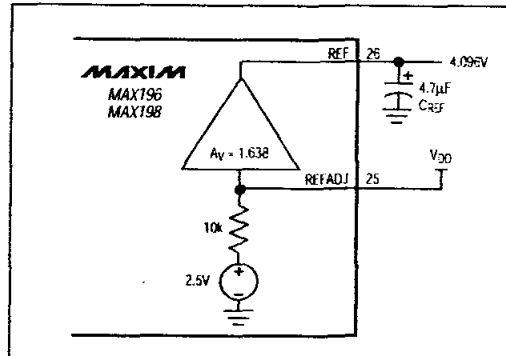 REF 26
4.096V
MAXIM
MAX196
MAX198
+
4.7µF
CREF
AV = 1.638
VDD
REFADJ 25
10k
2.5V
+
−